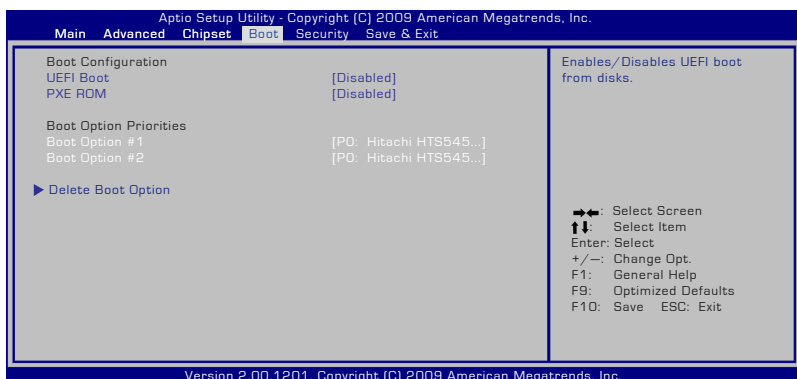 Aptio Setup Utility - Copyright (C) 2009 American Megatrends, Inc.
Main Advanced Chipset Boot Security Save & Exit
Boot Configuration
UEFI Boot [Disabled]
PXE ROM [Disabled]
Boot Option Priorities
Boot Option #1 [P0: Hitachi HTS545...]
Boot Option #2 [P0: Hitachi HTS545...]
Delete Boot Option
Enables/Disables UEFI boot
from disks.
→←: Select Screen
↑↓: Select Item
Enter: Select
+/—: Change Opt.
F1: General Help
F9: Optimized Defaults
F10: Save ESC: Exit
Version 2.00.1201. Copyright (C) 2009 American Megatrends, Inc.